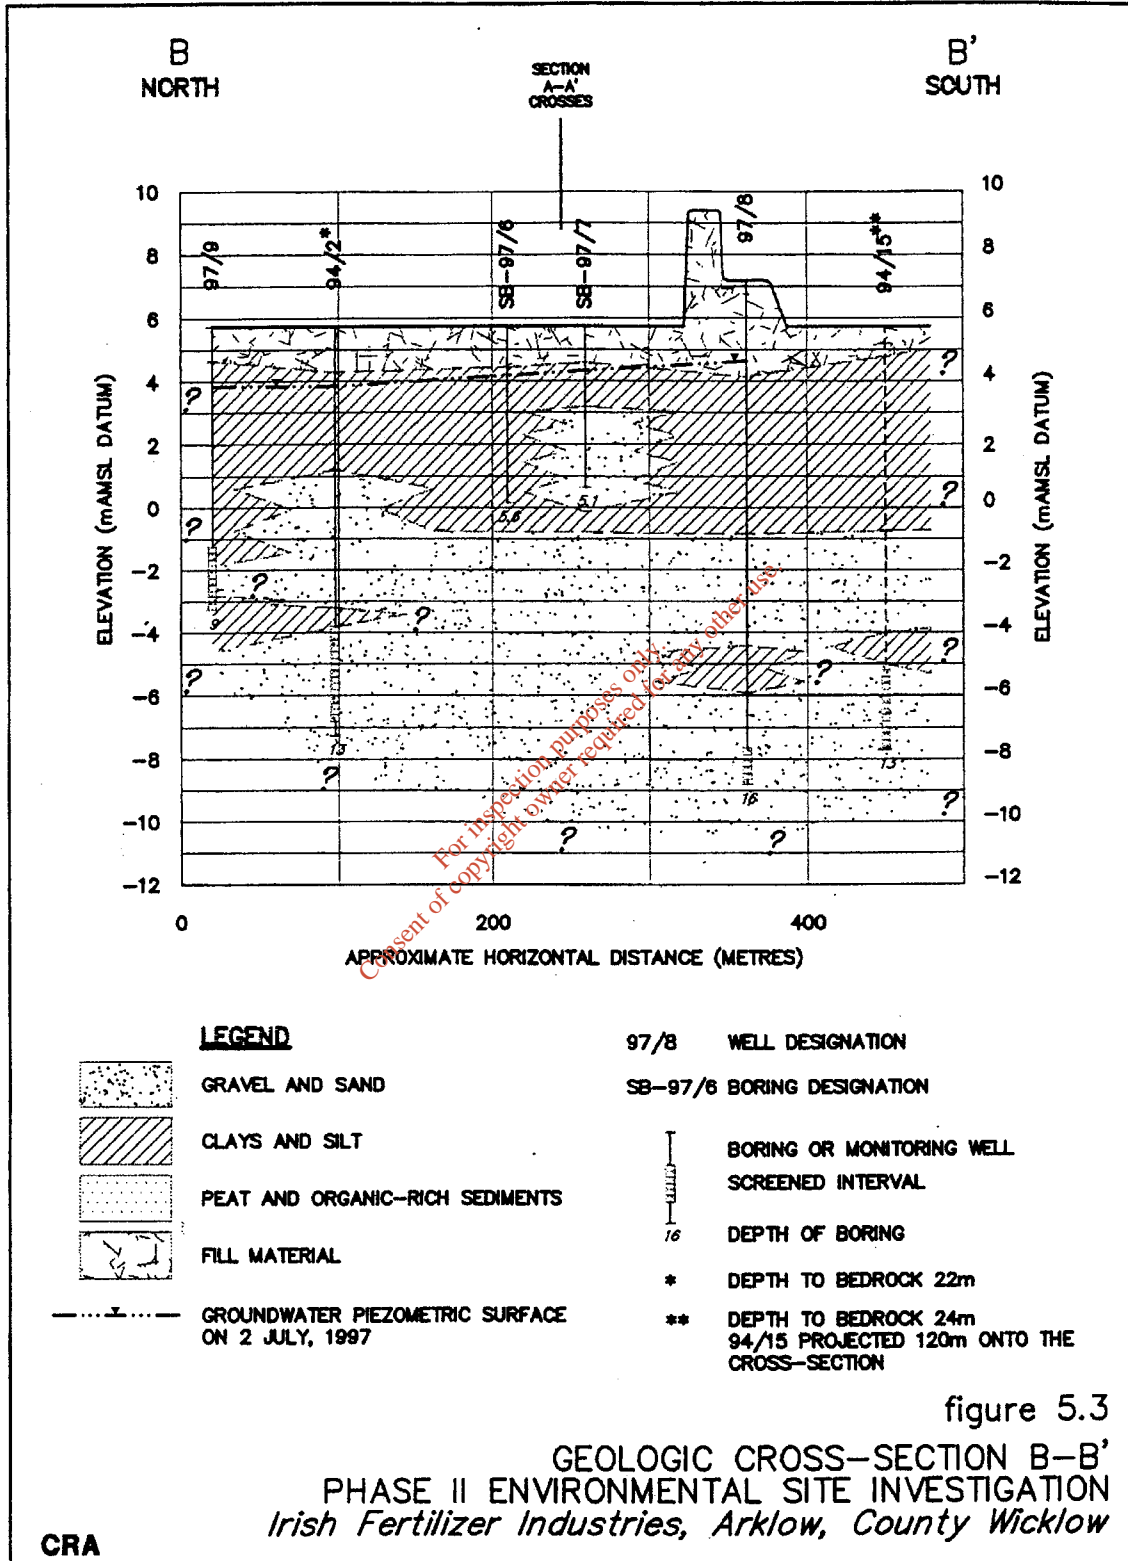 B
NORTH
SECTION
A-A'
CROSSES
B'
SOUTH
97/9
94/2*
SB-97/6
SB-97/7
97/8
94/15**
10
8
6
4
2
0
-2
-4
-6
-8
-10
-12
ELEVATION (mAMSL DATUM)
10
8
6
4
2
0
-2
-4
-6
-8
-10
-12
ELEVATION (mAMSL DATUM)
?
?
?
?
?
?
?
?
?
?
?
?
?
?
9
13
5.6
5.1
16
13
0
200
400
APPROXIMATE HORIZONTAL DISTANCE (METRES)
For inspection purposes only.
Consent of copyright owner required for any other use.
LEGEND
GRAVEL AND SAND
CLAYS AND SILT
PEAT AND ORGANIC-RICH SEDIMENTS
FILL MATERIAL
GROUNDWATER PIEZOMETRIC SURFACE
ON 2 JULY, 1997
97/8 WELL DESIGNATION
SB-97/6 BORING DESIGNATION
BORING OR MONITORING WELL
SCREENED INTERVAL
16 DEPTH OF BORING
* DEPTH TO BEDROCK 22m
** DEPTH TO BEDROCK 24m
94/15 PROJECTED 120m ONTO THE
CROSS-SECTION
figure 5.3
GEOLOGIC CROSS-SECTION B-B'
PHASE II ENVIRONMENTAL SITE INVESTIGATION
Irish Fertilizer Industries, Arklow, County Wicklow
CRA